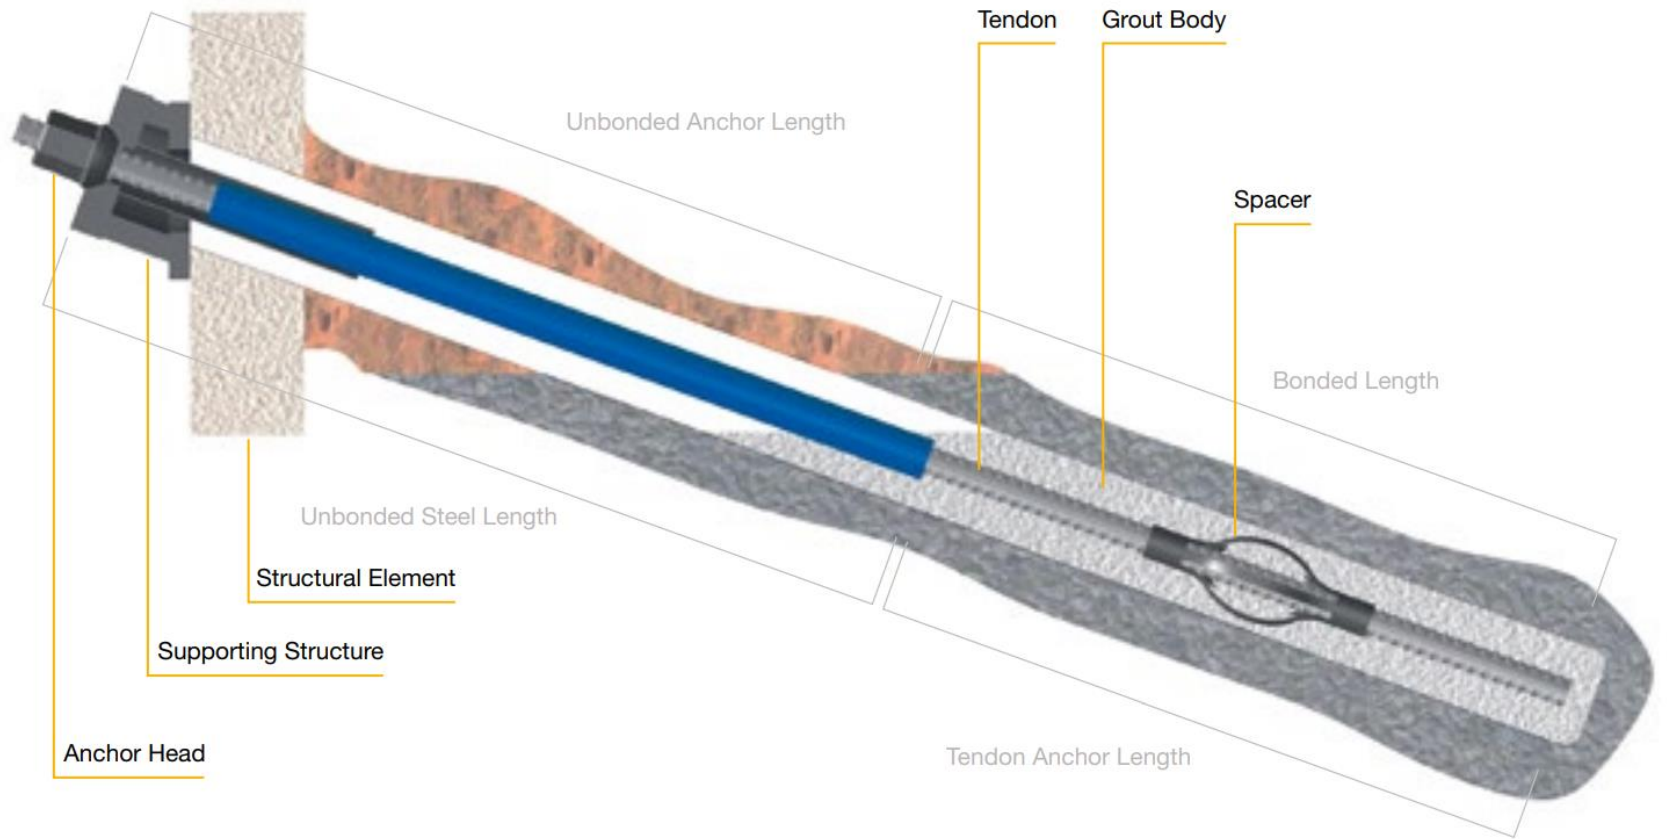 Tendon
Grout Body
Unbonded Anchor Length
Spacer
Bonded Length
Unbonded Steel Length
Structural Element
Supporting Structure
Anchor Head
Tendon Anchor Length